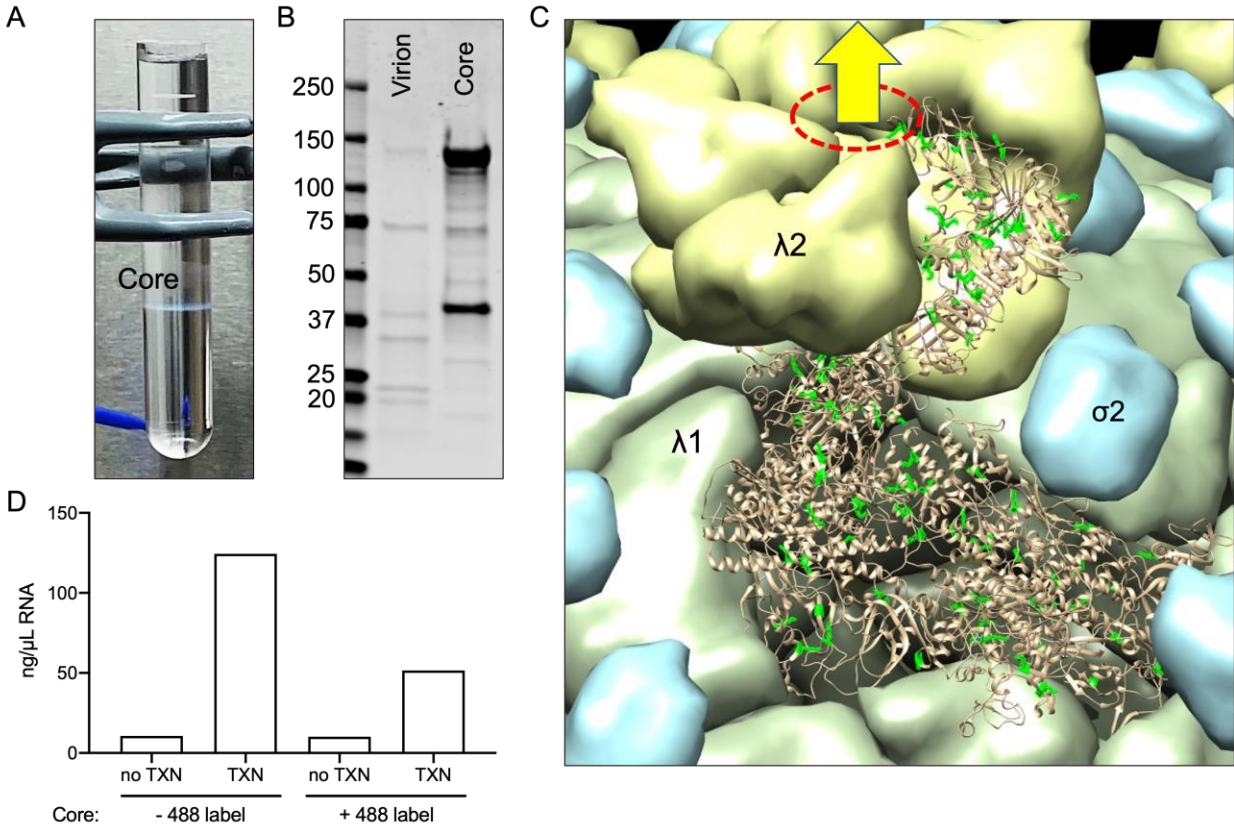 A
Core
B
Virion
Core
250
150
100
75
50
37
25
20
C
λ2
λ1
σ2
D
150
100
50
0
ng/µL RNA
no TXN
TXN
no TXN
TXN
Core:
- 488 label
+ 488 label